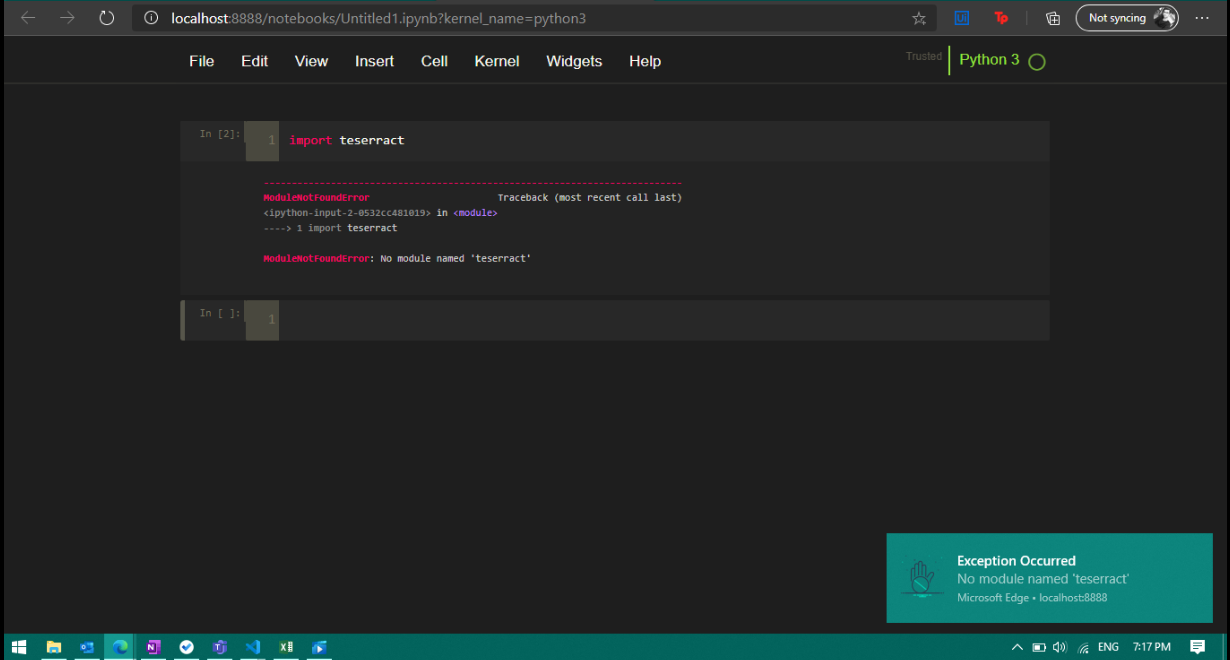 localhost:8888/notebooks/Untitled1.ipynb?kernel_name=python3
Not syncing
File Edit View Insert Cell Kernel Widgets Help
Trusted
Python 3
In [2]:
1 import teserract
---------------------------------------------------------------------------
ModuleNotFoundError Traceback (most recent call last)
<ipython-input-2-0532cc481019> in <module>
----> 1 import teserract
ModuleNotFoundError: No module named 'teserract'
In [ ]:
1
Exception Occurred
No module named 'teserract'
Microsoft Edge • localhost:8888
ENG 7:17 PM